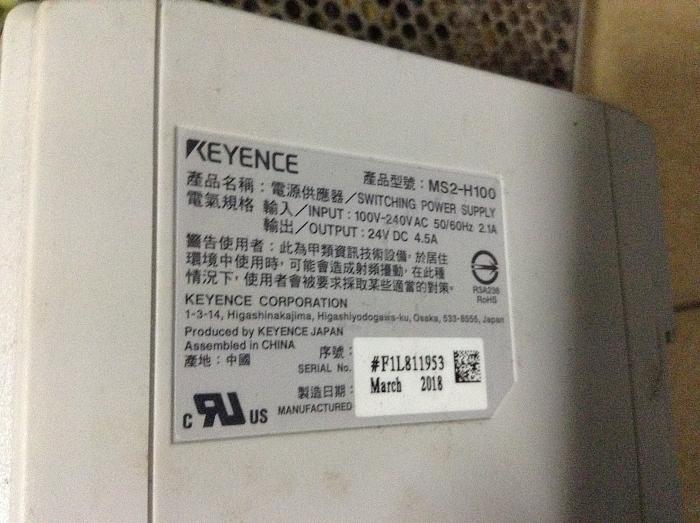 KEYENCE
產品型號：MS2-H100
產品名稱：電源供應器／SWITCHING POWER SUPPLY
電氣規格 輸入／INPUT：100V-240V AC 50/60Hz 2.1A
輸出／OUTPUT：24V DC 4.5A
警告使用者：此為甲類資訊技術設備，於居住
環境中使用時，可能會造成射頻擾動，在此種
情況下，使用者會被要求採取某些適當的對策。
R3A236
RoHS
KEYENCE CORPORATION
1-3-14, Higashinakajima, Higashiyodogawa-ku, Osaka, 533-8555, Japan
Produced by KEYENCE JAPAN
Assembled in CHINA
產地：中國
序號：
SERIAL No.
#F1L811953
製造日期：
MANUFACTURED
March 2018
C RU US